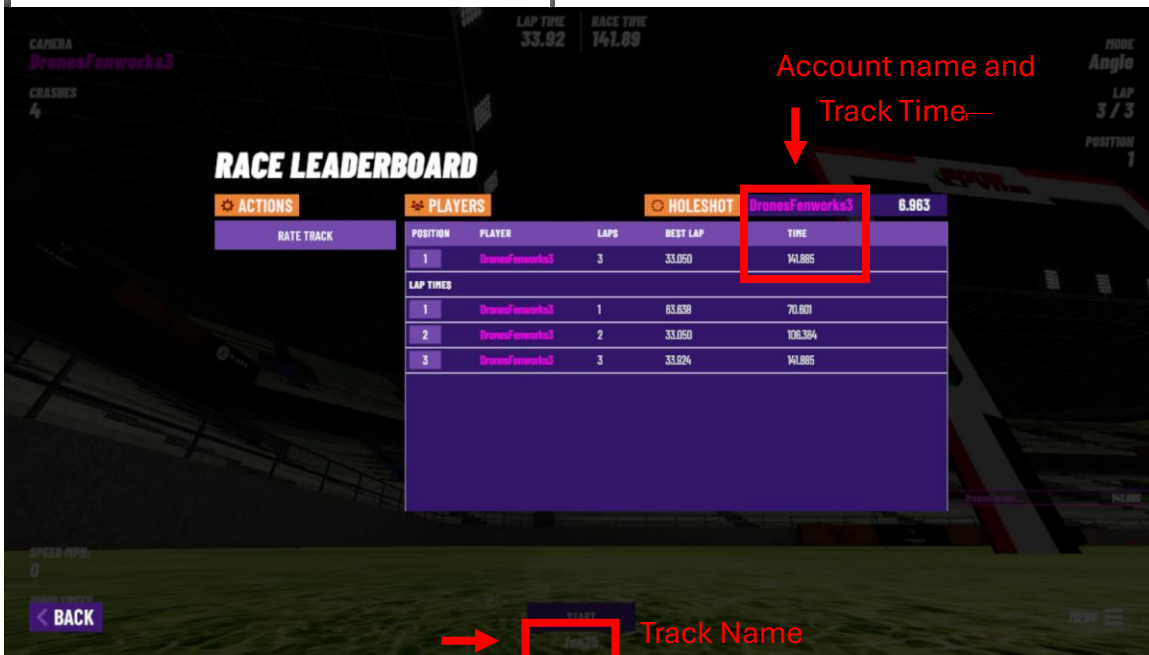 LAP TIME RACE TIME
33.92 141.89
CAMERA
DronesFenworks3
CRASHES
4
MODE
Angle
LAP
3 / 3
POSITION
1
Account name and
Track Time
RACE LEADERBOARD
ACTIONS
RATE TRACK
PLAYERS
HOLESHOT DronesFenworks3 6.963
POSITION PLAYER LAPS BEST LAP TIME
1 DronesFenworks3 3 33.050 141.885
LAP TIMES
1 DronesFenworks3 1 63.638 70.601
2 DronesFenworks3 2 33.050 106.384
3 DronesFenworks3 3 33.924 141.885
141.885
SPEED MPH:
0
< BACK
START
MENU
Track Name